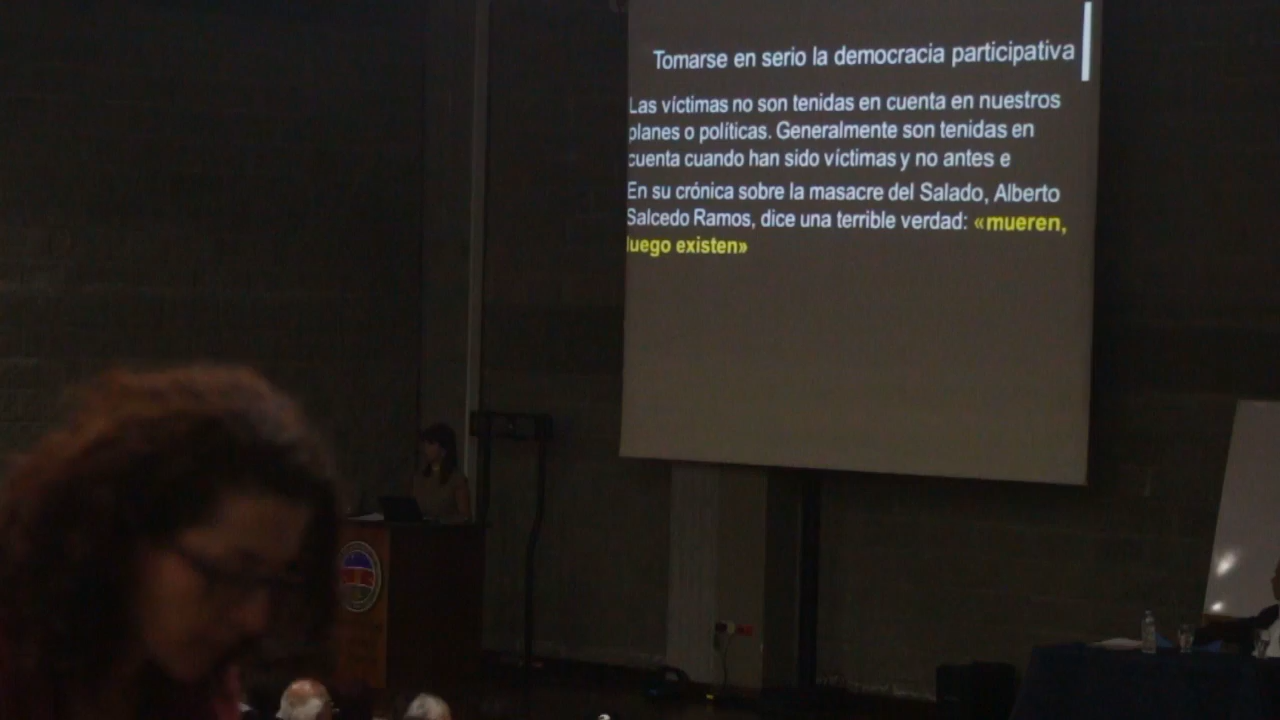 Tomarse en serio la democracia participativa
Las víctimas no son tenidas en cuenta en nuestros
planes o políticas. Generalmente son tenidas en
cuenta cuando han sido víctimas y no antes e
En su crónica sobre la masacre del Salado, Alberto
Salcedo Ramos, dice una terrible verdad: «mueren,
luego existen»